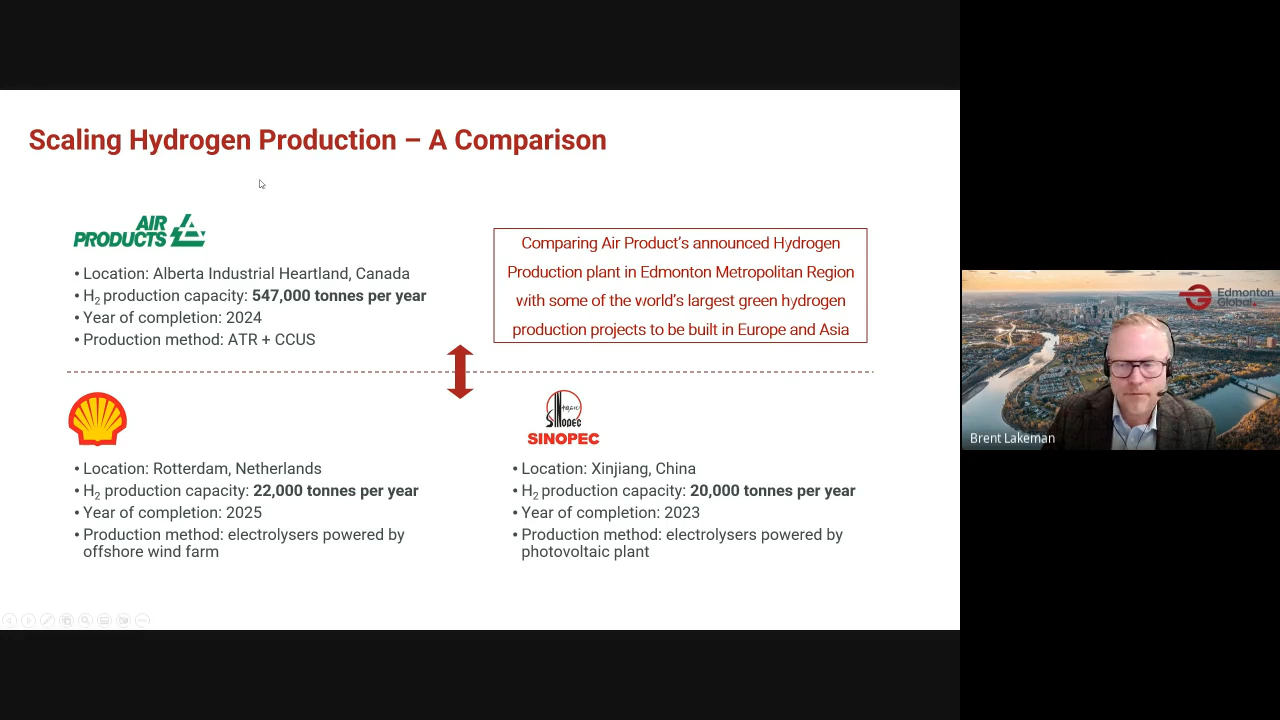 Scaling Hydrogen Production – A Comparison
AIR
PRODUCTS
• Location: Alberta Industrial Heartland, Canada
• H₂ production capacity: 547,000 tonnes per year
• Year of completion: 2024
• Production method: ATR + CCUS
Comparing Air Product's announced Hydrogen
Production plant in Edmonton Metropolitan Region
with some of the world's largest green hydrogen
production projects to be built in Europe and Asia
• Location: Rotterdam, Netherlands
• H₂ production capacity: 22,000 tonnes per year
• Year of completion: 2025
• Production method: electrolysers powered by
offshore wind farm
SINOPEC
SINOPEC
• Location: Xinjiang, China
• H₂ production capacity: 20,000 tonnes per year
• Year of completion: 2023
• Production method: electrolysers powered by
photovoltaic plant
Edmonton
Global.
Brent Lakeman